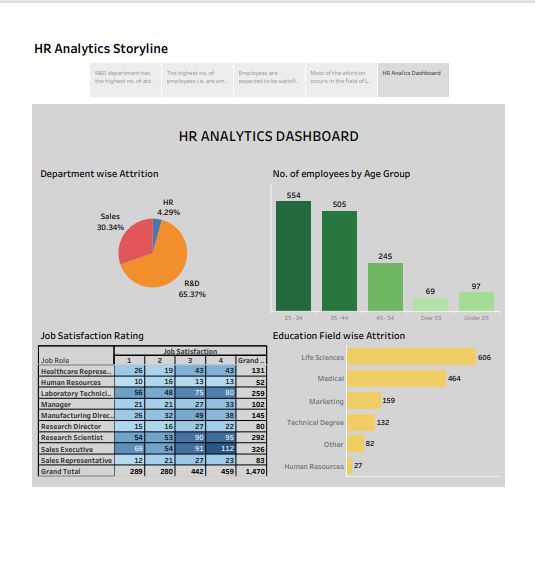 HR Analytics Storyline
R&D department has
the highest no. of att..
The highest no. of
employees i.e. are em..
Employees are
expected to be satisfi..
Most of the attrition
occurs in the field of L..
HR Analics Dashboard
HR ANALYTICS DASHBOARD
Department wise Attrition
HR
4.29%
Sales
30.34%
R&D
65.37%
No. of employees by Age Group
554
505
245
69
97
25 - 34
35 - 44
45 - 54
Over 55
Under 25
Job Satisfaction Rating
Job Satisfaction
Job Role 1 2 3 4 Grand ..
Healthcare Represe.. 26 19 43 43 131
Human Resources 10 16 13 13 52
Laboratory Technici.. 56 48 75 80 259
Manager 21 21 27 33 102
Manufacturing Direc.. 26 32 49 38 145
Research Director 15 16 27 22 80
Research Scientist 54 53 90 95 292
Sales Executive 69 54 91 112 326
Sales Representative 12 21 27 23 83
Grand Total 289 280 442 459 1,470
Education Field wise Attrition
Life Sciences 606
Medical 464
Marketing 159
Technical Degree 132
Other 82
Human Resources 27